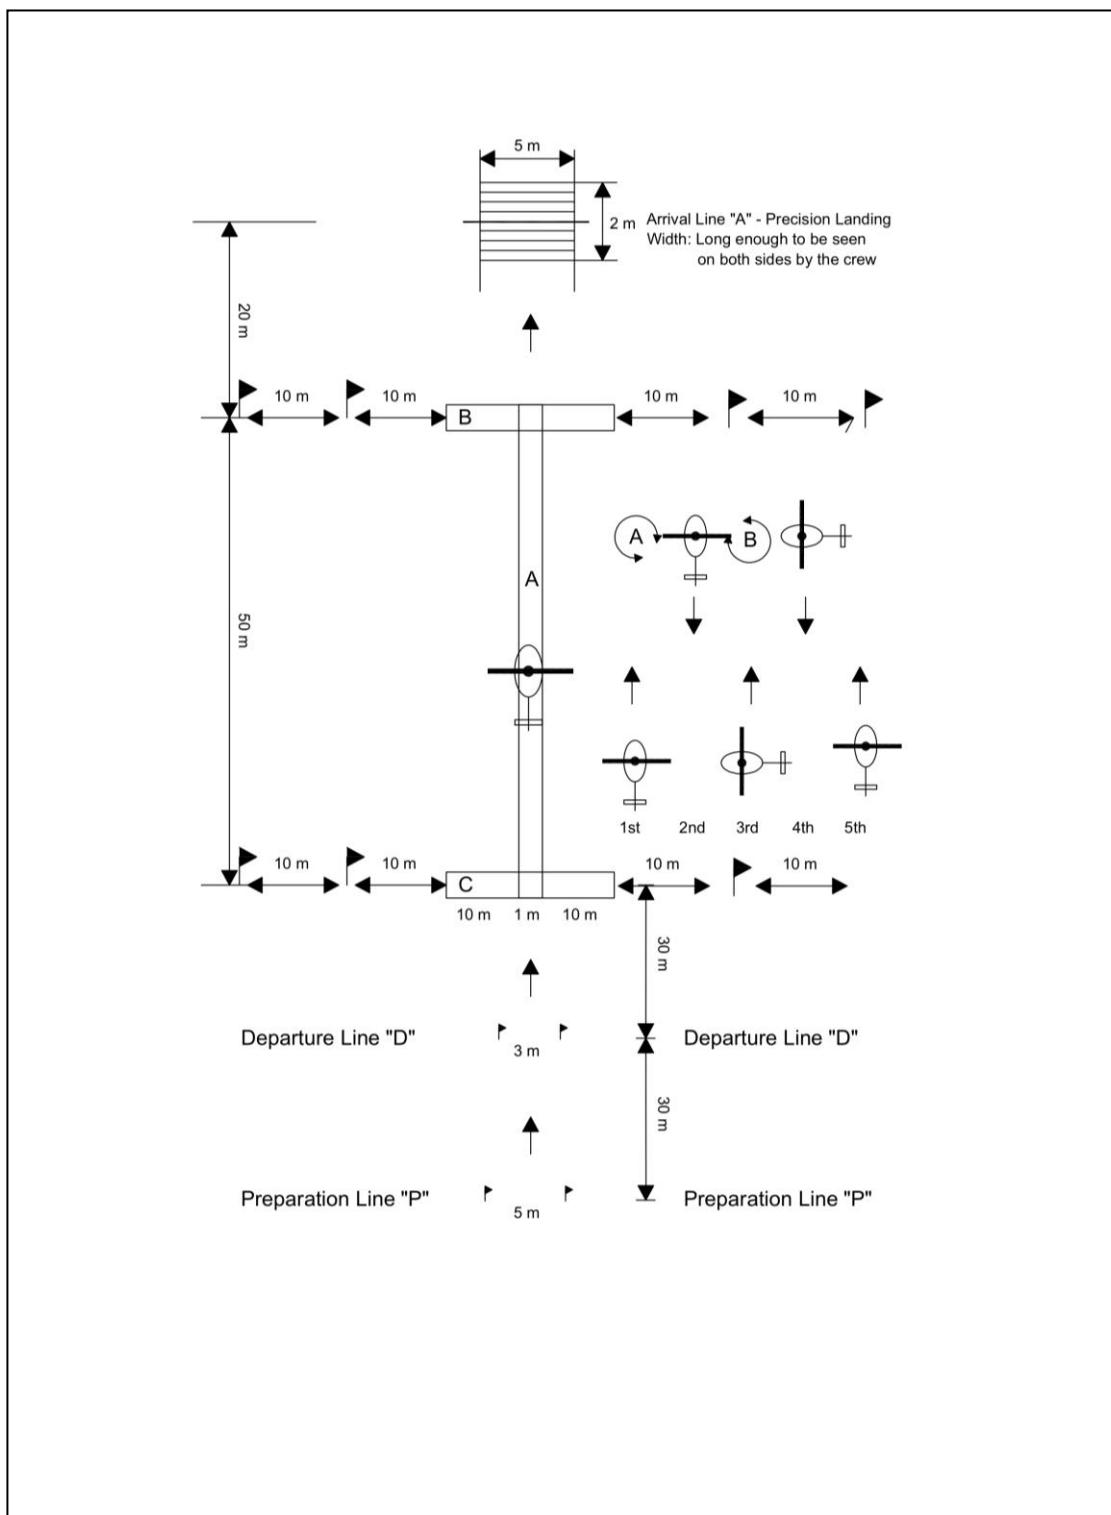 5 m
2 m
Arrival Line "A" - Precision Landing
Width: Long enough to be seen
on both sides by the crew
20 m
10 m
10 m
10 m
10 m
B
A
B
A
50 m
1st
2nd
3rd
4th
5th
10 m
10 m
10 m
10 m
C
10 m
1 m
10 m
30 m
Departure Line "D"
3 m
Departure Line "D"
30 m
Preparation Line "P"
5 m
Preparation Line "P"